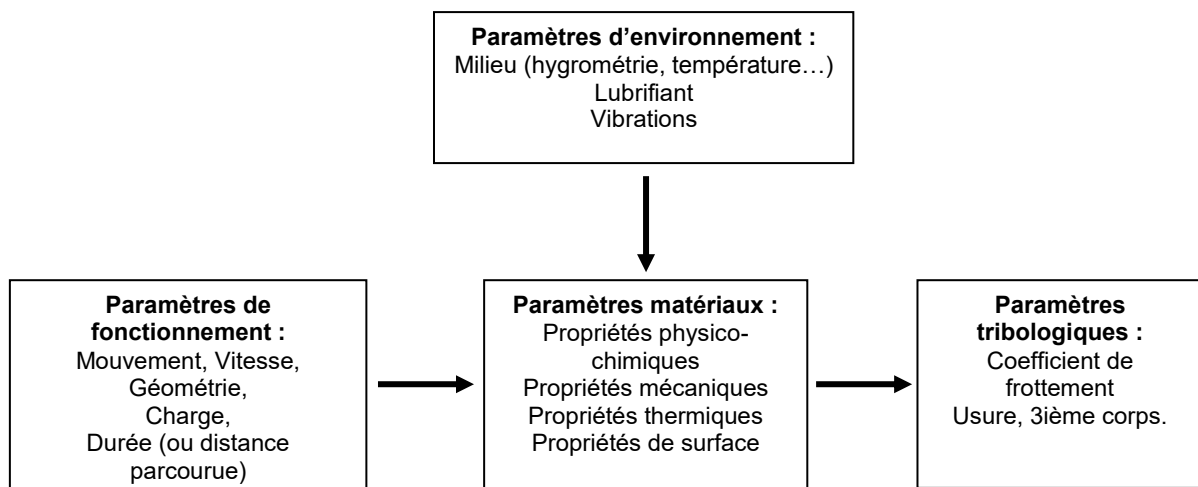 Paramètres d’environnement :
Milieu (hygrométrie, température…)
Lubrifiant
Vibrations
Paramètres de
fonctionnement :
Mouvement, Vitesse,
Géométrie,
Charge,
Durée (ou distance
parcourue)
Paramètres matériaux :
Propriétés physico-
chimiques
Propriétés mécaniques
Propriétés thermiques
Propriétés de surface
Paramètres
tribologiques :
Coefficient de
frottement
Usure, 3ième corps.